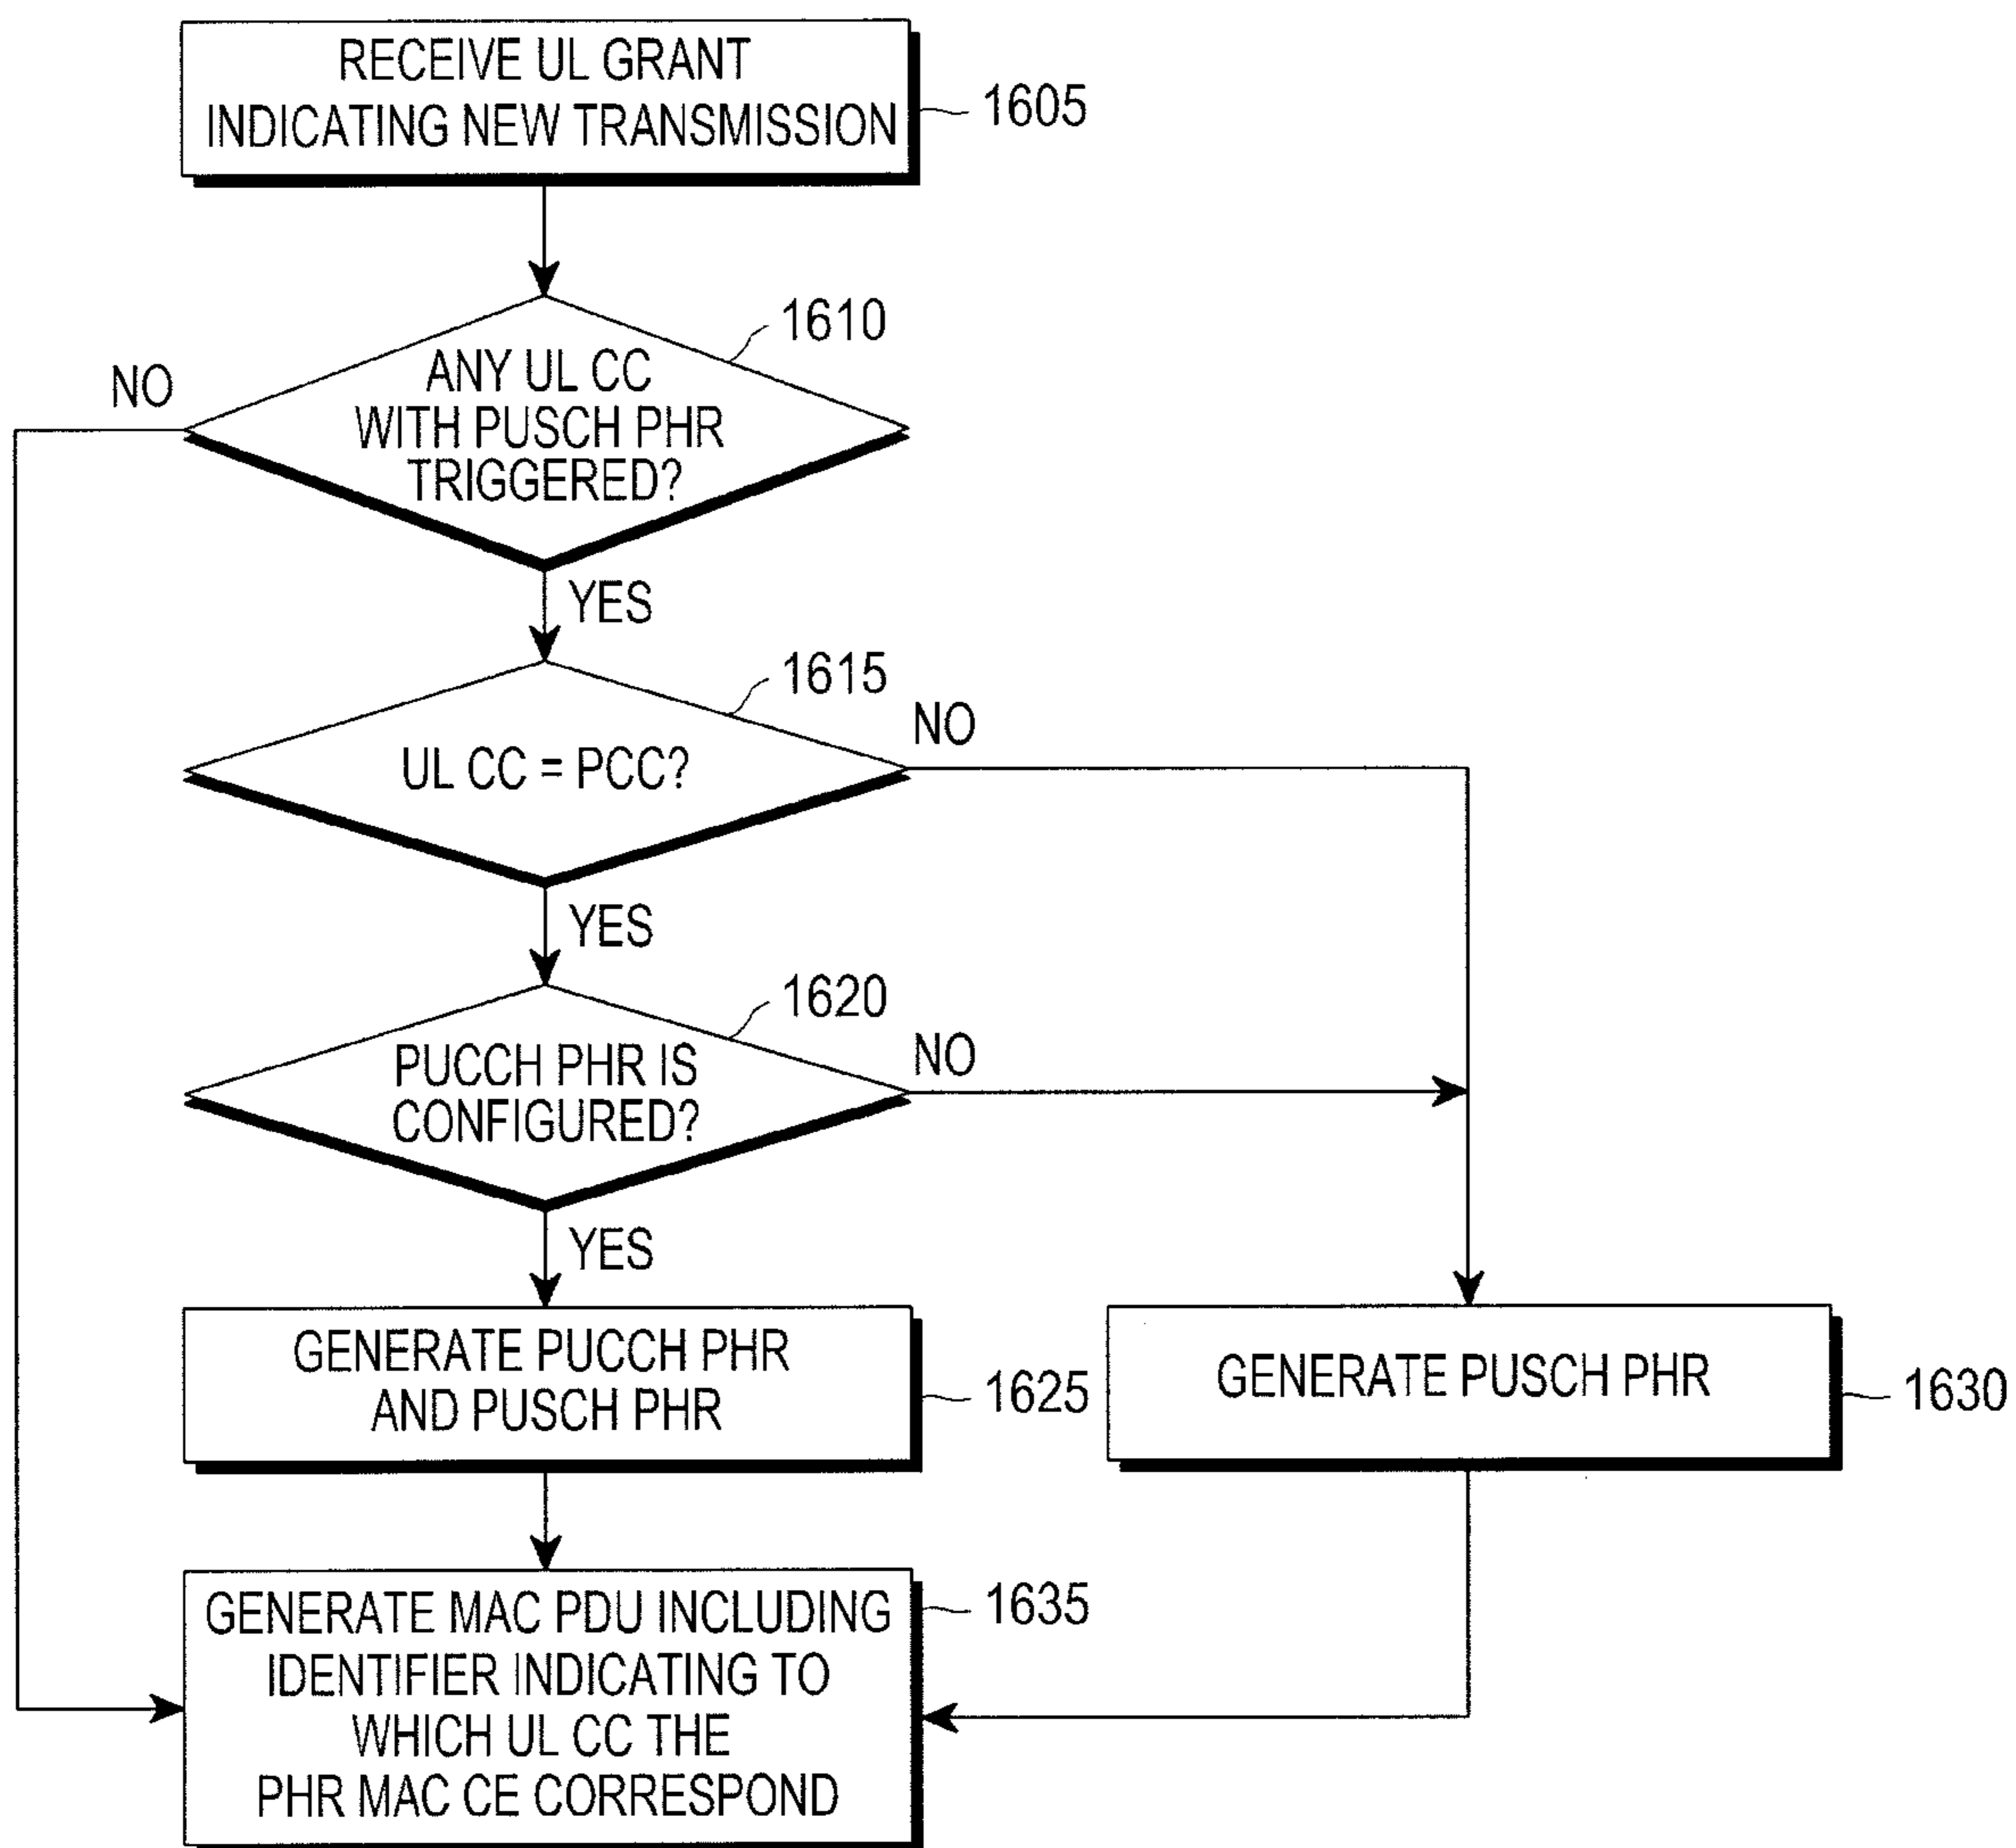 RECEIVE UL GRANT
INDICATING NEW TRANSMISSION
1605
1610
ANY UL CC
WITH PUSCH PHR
TRIGGERED?
NO
YES
1615
UL CC = PCC?
NO
YES
1620
PUCCH PHR IS
CONFIGURED?
NO
YES
GENERATE PUCCH PHR
AND PUSCH PHR
1625
GENERATE PUSCH PHR
1630
GENERATE MAC PDU INCLUDING
IDENTIFIER INDICATING TO
WHICH UL CC THE
PHR MAC CE CORRESPOND
1635